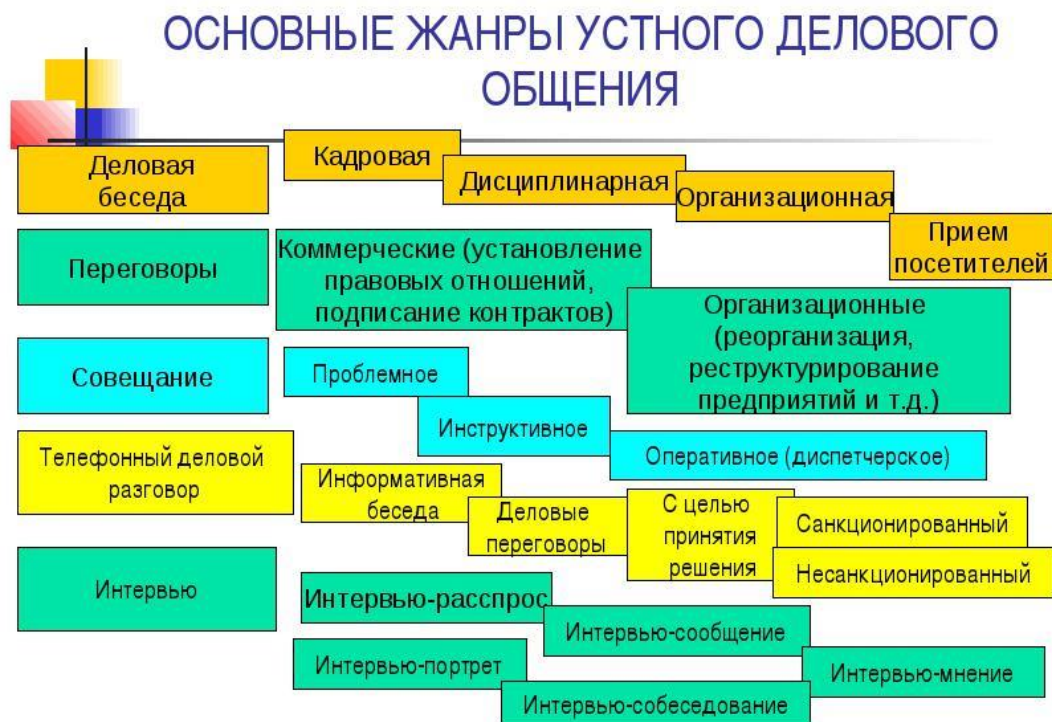 ОСНОВНЫЕ ЖАНРЫ УСТНОГО ДЕЛОВОГО
ОБЩЕНИЯ
Деловая
беседа
Кадровая
Дисциплинарная
Организационная
Прием
посетителей
Переговоры
Коммерческие (установление
правовых отношений,
подписание контрактов)
Организационные
(реорганизация,
реструктурирование
предприятий и т.д.)
Совещание
Проблемное
Инструктивное
Оперативное (диспетчерское)
Телефонный деловой
разговор
Информативная
беседа
Деловые
переговоры
С целью
принятия
решения
Санкционированный
Несанкционированный
Интервью
Интервью-расспрос
Интервью-сообщение
Интервью-портрет
Интервью-мнение
Интервью-собеседование